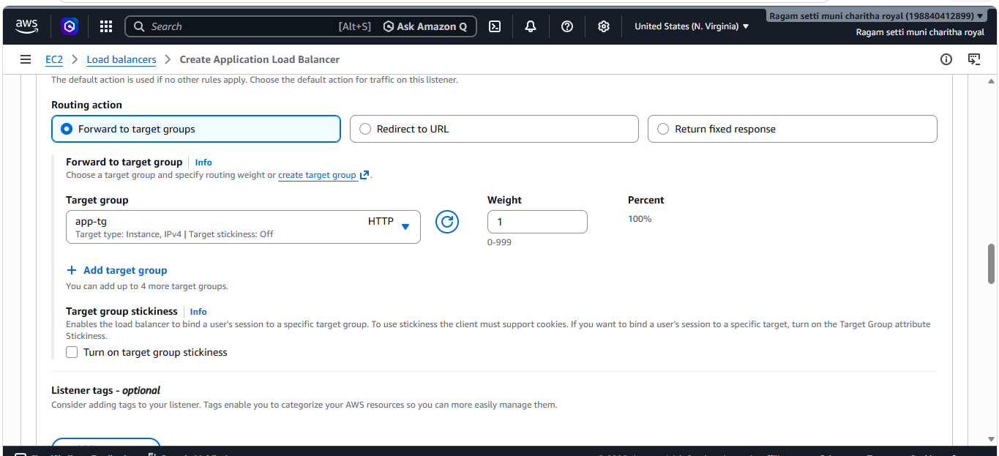 aws
Search
[Alt+S]
Ask Amazon Q
United States (N. Virginia)
Ragam setti muni charitha royal (198840412899)
Ragam setti muni charitha royal
EC2
Load balancers
Create Application Load Balancer
The default action is used if no other rules apply. Choose the default action for traffic on this listener.
Routing action
Forward to target groups
Redirect to URL
Return fixed response
Forward to target group
Info
Choose a target group and specify routing weight or create target group .
Target group
Weight
Percent
app-tg
HTTP
Target type: Instance, IPv4 | Target stickiness: Off
1
100%
0-999
+ Add target group
You can add up to 4 more target groups.
Target group stickiness
Info
Enables the load balancer to bind a user's session to a specific target group. To use stickiness the client must support cookies. If you want to bind a user's session to a specific target, turn on the Target Group attribute
Stickiness.
Turn on target group stickiness
Listener tags - optional
Consider adding tags to your listener. Tags enable you to categorize your AWS resources so you can more easily manage them.